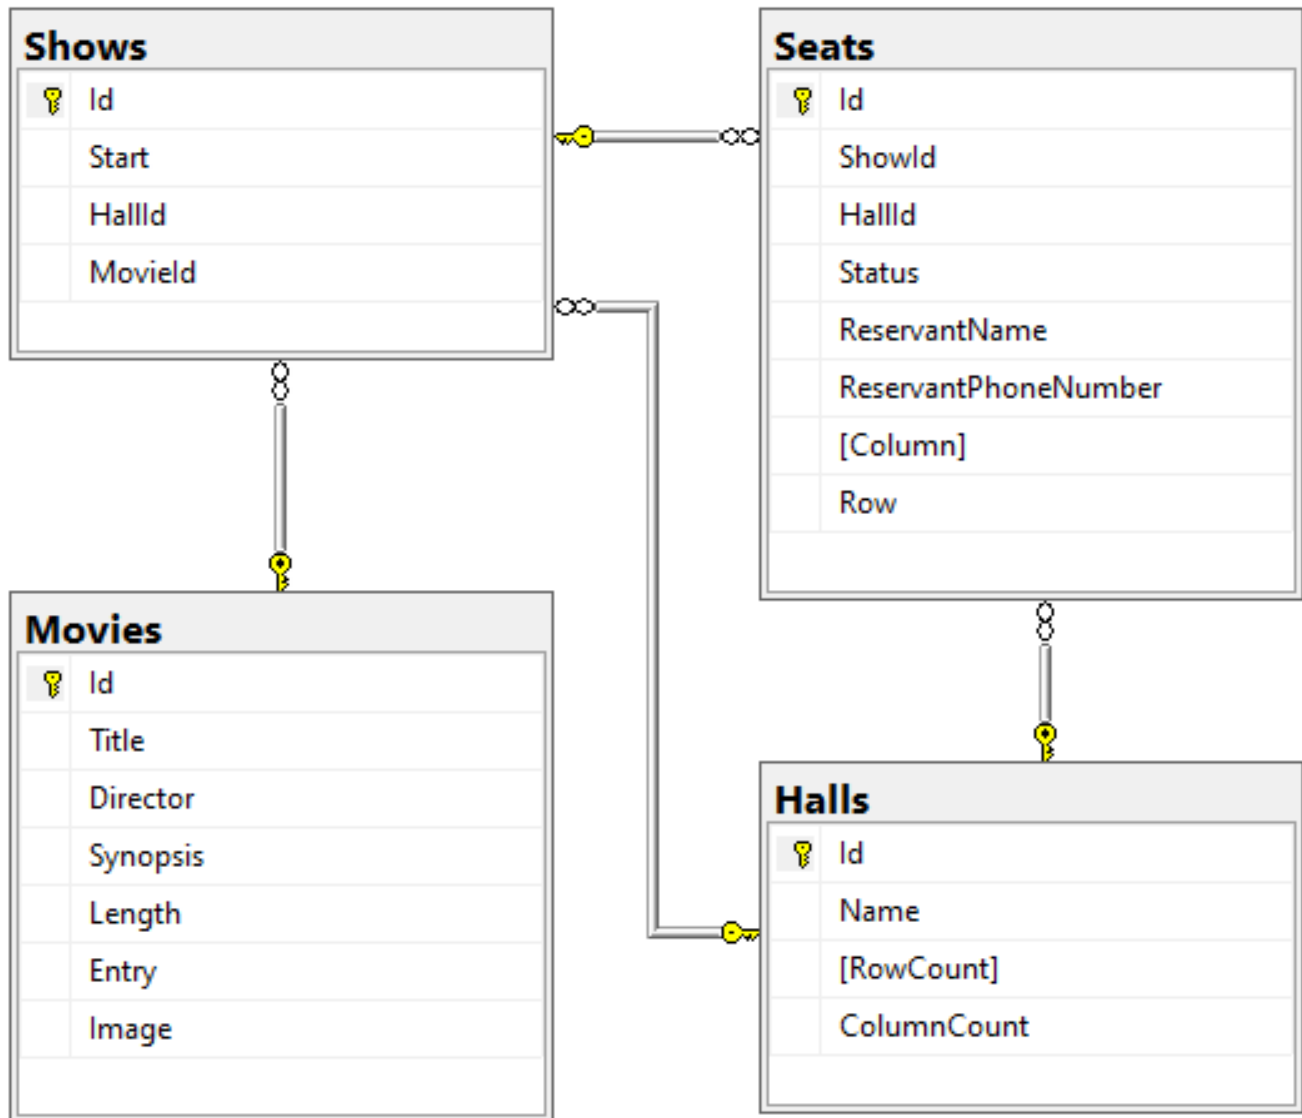 Shows
Id
Start
HallId
MovieId
Seats
Id
ShowId
HallId
Status
ReservantName
ReservantPhoneNumber
[Column]
Row
Movies
Id
Title
Director
Synopsis
Length
Entry
Image
Halls
Id
Name
[RowCount]
ColumnCount